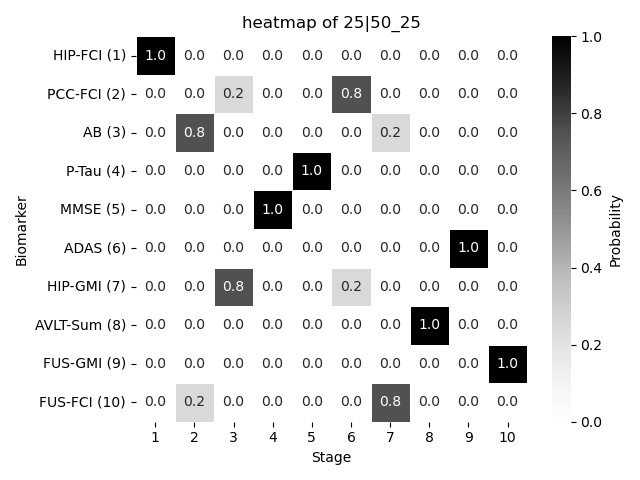 heatmap of 25|50_25
HIP-FCI (1) 1.0 0.0 0.0 0.0 0.0 0.0 0.0 0.0 0.0 0.0
PCC-FCI (2) 0.0 0.0 0.2 0.0 0.0 0.8 0.0 0.0 0.0 0.0
AB (3) 0.0 0.8 0.0 0.0 0.0 0.0 0.2 0.0 0.0 0.0
P-Tau (4) 0.0 0.0 0.0 0.0 1.0 0.0 0.0 0.0 0.0 0.0
MMSE (5) 0.0 0.0 0.0 1.0 0.0 0.0 0.0 0.0 0.0 0.0
ADAS (6) 0.0 0.0 0.0 0.0 0.0 0.0 0.0 0.0 1.0 0.0
HIP-GMI (7) 0.0 0.0 0.8 0.0 0.0 0.2 0.0 0.0 0.0 0.0
AVLT-Sum (8) 0.0 0.0 0.0 0.0 0.0 0.0 0.0 1.0 0.0 0.0
FUS-GMI (9) 0.0 0.0 0.0 0.0 0.0 0.0 0.0 0.0 0.0 1.0
FUS-FCI (10) 0.0 0.2 0.0 0.0 0.0 0.0 0.8 0.0 0.0 0.0
1 2 3 4 5 6 7 8 9 10
Stage
Biomarker
1.0
0.8
0.6
0.4
0.2
0.0
Probability